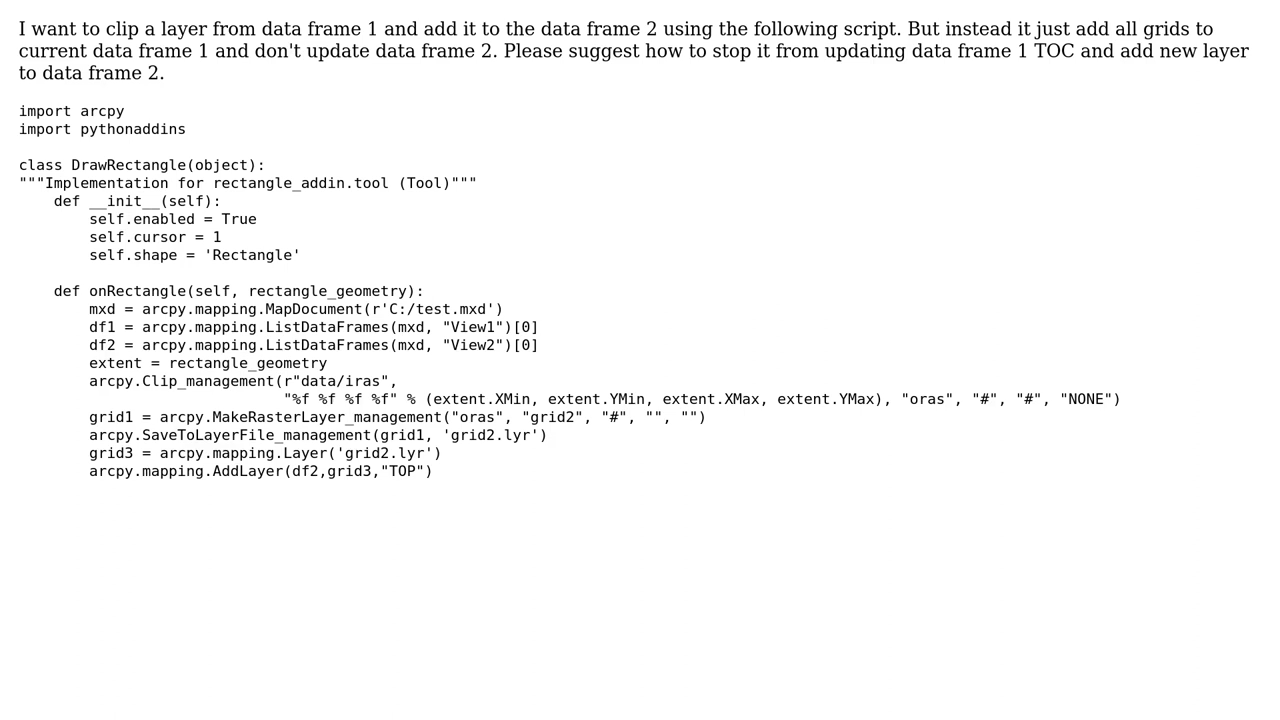 I want to clip a layer from data frame 1 and add it to the data frame 2 using the following script. But instead it just add all grids to
current data frame 1 and don't update data frame 2. Please suggest how to stop it from updating data frame 1 TOC and add new layer
to data frame 2.
import arcpy
import pythonaddins
class DrawRectangle(object):
"""Implementation for rectangle_addin.tool (Tool)"""
    def __init__(self):
        self.enabled = True
        self.cursor = 1
        self.shape = 'Rectangle'
    def onRectangle(self, rectangle_geometry):
        mxd = arcpy.mapping.MapDocument(r'C:/test.mxd')
        df1 = arcpy.mapping.ListDataFrames(mxd, "View1")[0]
        df2 = arcpy.mapping.ListDataFrames(mxd, "View2")[0]
        extent = rectangle_geometry
        arcpy.Clip_management(r"data/iras",
                              "%f %f %f %f" % (extent.XMin, extent.YMin, extent.XMax, extent.YMax), "oras", "#", "#", "NONE")
        grid1 = arcpy.MakeRasterLayer_management("oras", "grid2", "#", "", "")
        arcpy.SaveToLayerFile_management(grid1, 'grid2.lyr')
        grid3 = arcpy.mapping.Layer('grid2.lyr')
        arcpy.mapping.AddLayer(df2,grid3,"TOP")